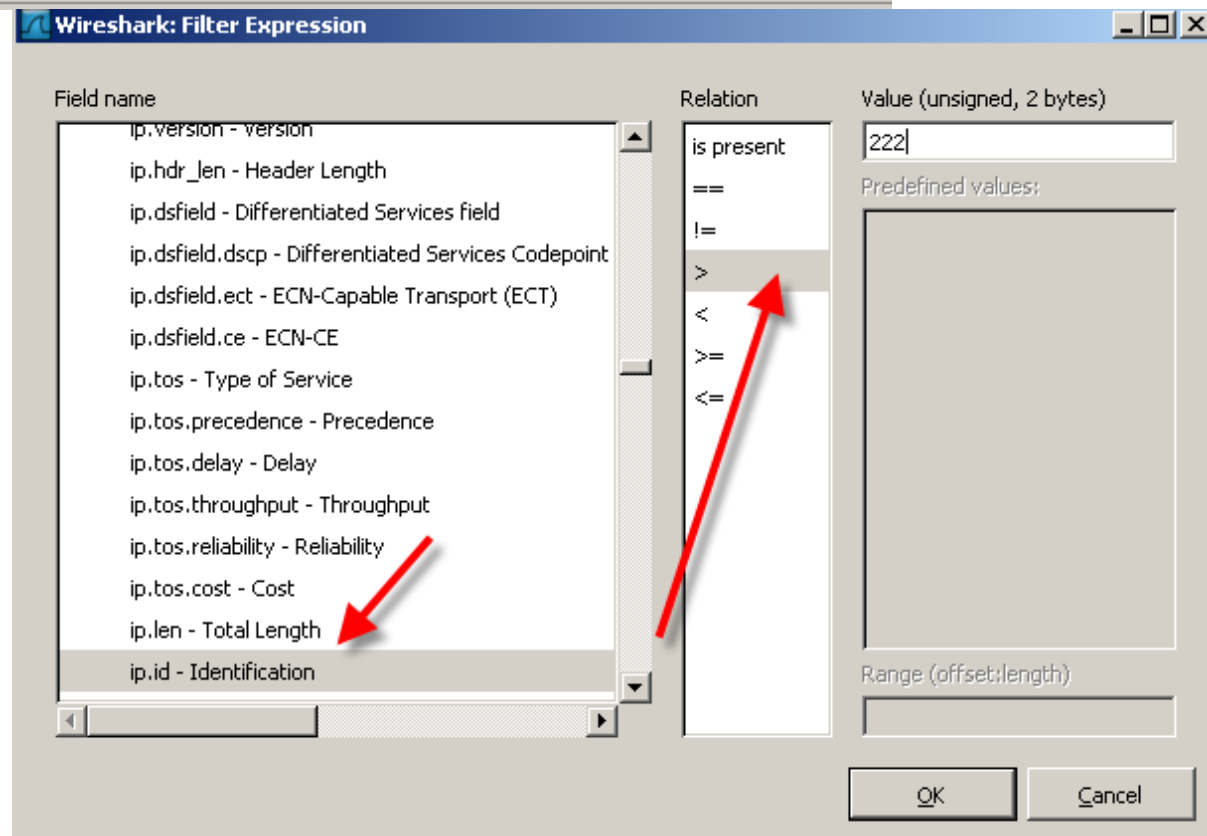 Wireshark: Filter Expression
Field name
ip.version - Version
ip.hdr_len - Header Length
ip.dsfield - Differentiated Services field
ip.dsfield.dscp - Differentiated Services Codepoint
ip.dsfield.ect - ECN-Capable Transport (ECT)
ip.dsfield.ce - ECN-CE
ip.tos - Type of Service
ip.tos.precedence - Precedence
ip.tos.delay - Delay
ip.tos.throughput - Throughput
ip.tos.reliability - Reliability
ip.tos.cost - Cost
ip.len - Total Length
ip.id - Identification
Relation
is present
==
!=
>
<
>=
<=
Value (unsigned, 2 bytes)
222
Predefined values:
Range (offset:length)
OK
Cancel